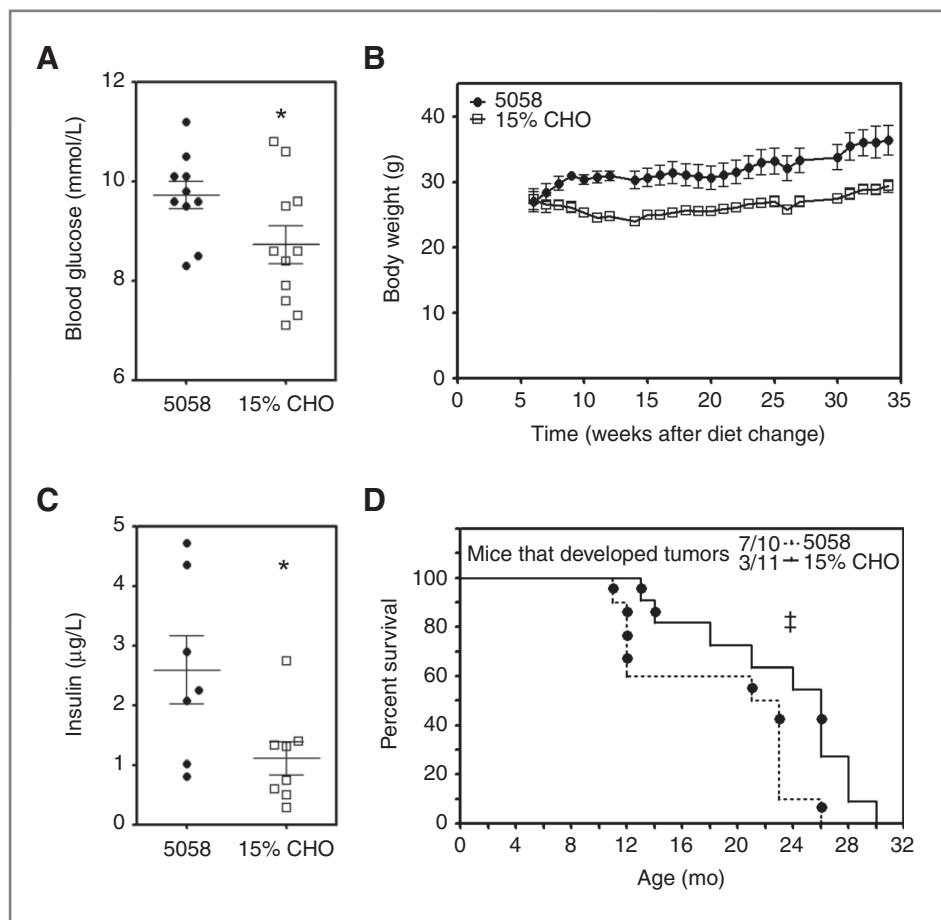 A
Blood glucose (mmol/L)
12
10
8
6
*
5058
15% CHO
B
Body weight (g)
40
30
20
10
0
5058
15% CHO
0 5 10 15 20 25 30 35
Time (weeks after diet change)
C
Insulin (µg/L)
5
4
3
2
1
0
*
5058
15% CHO
D
Percent survival
100
80
60
40
20
0
Mice that developed tumors
7/10 5058
3/11 15% CHO
‡
0 4 8 12 16 20 24 28 32
Age (mo)